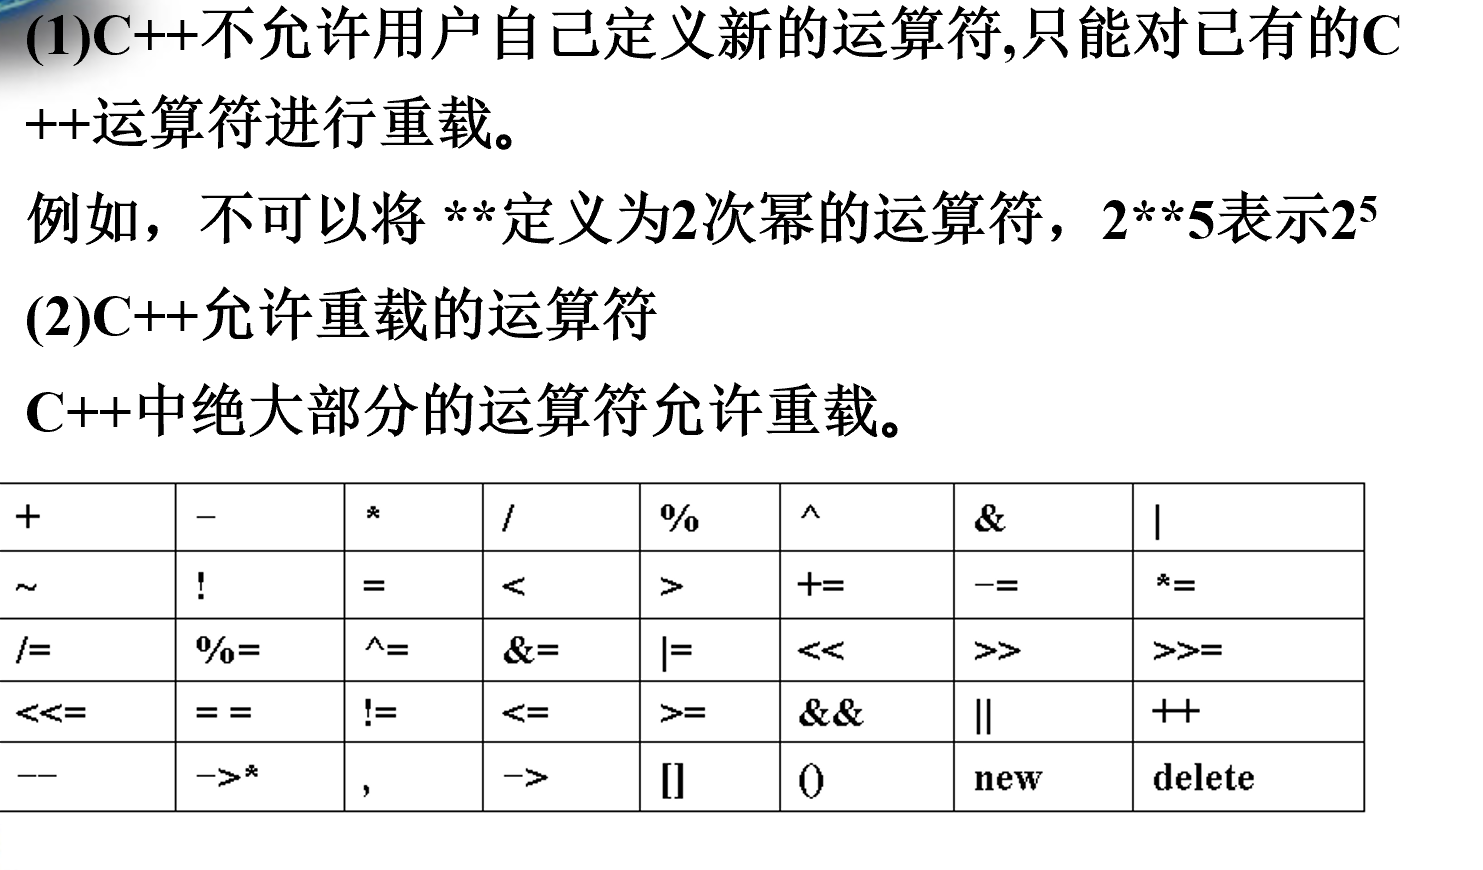 (1)C++不允许用户自己定义新的运算符,只能对已有的C
++运算符进行重载。
例如，不可以将 **定义为2次幂的运算符，2**5表示2⁵
(2)C++允许重载的运算符
C++中绝大部分的运算符允许重载。
+ − * / % ^ & |
~ ! = < > += −= *=
/= %= ^= &= |= << >> >>=
<<= = = != <= >= && || ++
−− −>* , −> [] () new delete